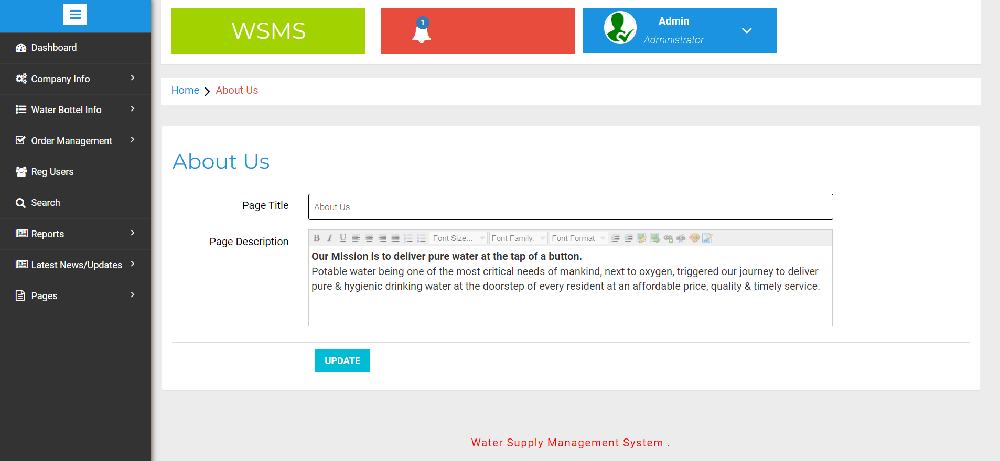 WSMS
1
Admin
Administrator
Dashboard
Company Info
Water Bottel Info
Order Management
Reg Users
Search
Reports
Latest News/Updates
Pages
Home
About Us
About Us
Page Title
About Us
Page Description
B I U Font Size... Font Family. Font Format
Our Mission is to deliver pure water at the tap of a button.
Potable water being one of the most critical needs of mankind, next to oxygen, triggered our journey to deliver
pure & hygienic drinking water at the doorstep of every resident at an affordable price, quality & timely service.
UPDATE
Water Supply Management System .